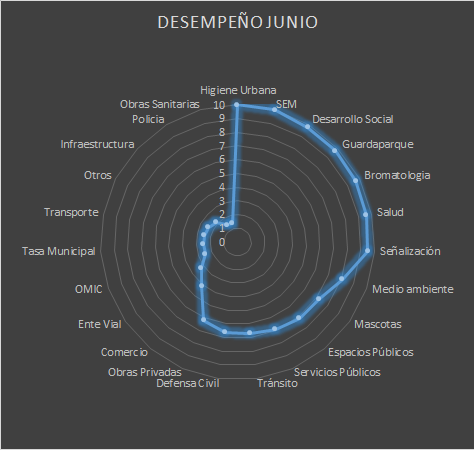 DESEMPEÑO JUNIO
Higiene Urbana
SEM
Desarrollo Social
Guardaparque
Bromatologia
Salud
Señalización
Medio ambiente
Mascotas
Espacios Públicos
Servicios Públicos
Tránsito
Defensa Civil
Obras Privadas
Comercio
Ente Vial
OMIC
Tasa Municipal
Transporte
Otros
Infraestructura
Policia
Obras Sanitarias
10
9
8
7
6
5
4
3
2
1
0